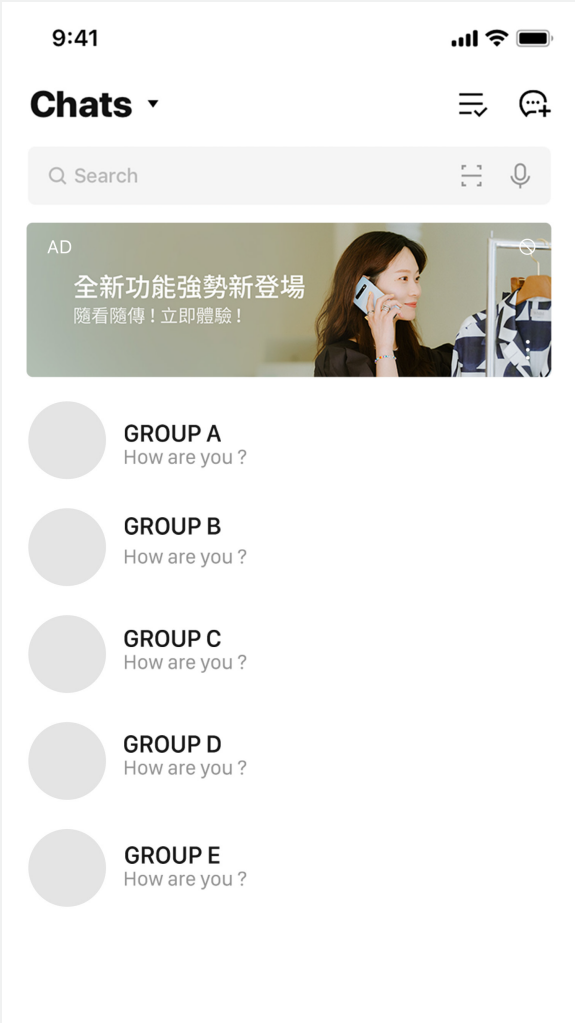 9:41
Chats
Search
AD
全新功能強勢新登場
隨看隨傳！立即體驗！
GROUP A
How are you ?
GROUP B
How are you ?
GROUP C
How are you ?
GROUP D
How are you ?
GROUP E
How are you ?